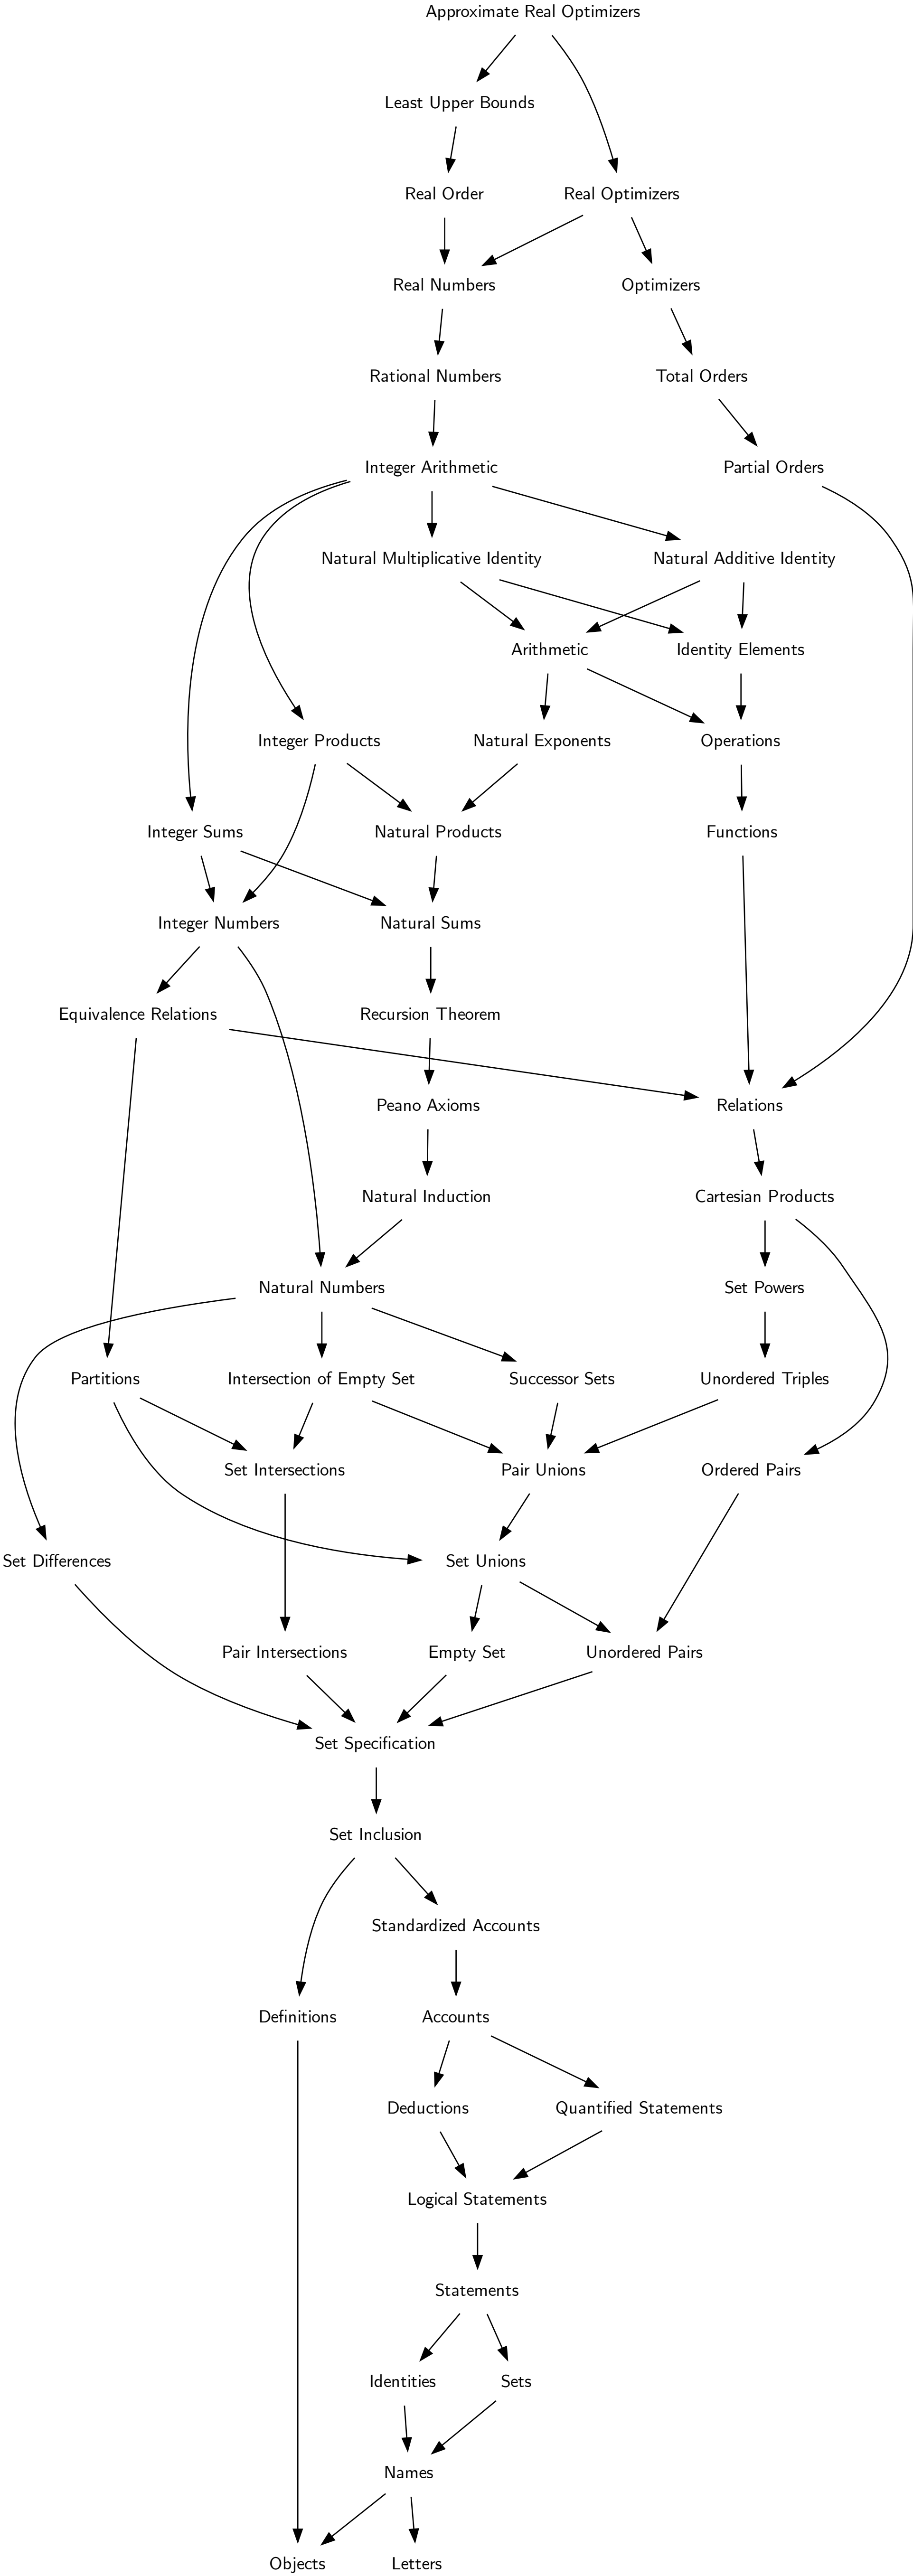 Approximate Real Optimizers
Least Upper Bounds
Real Order
Real Optimizers
Real Numbers
Optimizers
Rational Numbers
Total Orders
Integer Arithmetic
Partial Orders
Natural Multiplicative Identity
Natural Additive Identity
Arithmetic
Identity Elements
Integer Products
Natural Exponents
Operations
Integer Sums
Natural Products
Functions
Integer Numbers
Natural Sums
Equivalence Relations
Recursion Theorem
Peano Axioms
Relations
Natural Induction
Cartesian Products
Natural Numbers
Set Powers
Partitions
Intersection of Empty Set
Successor Sets
Unordered Triples
Set Intersections
Pair Unions
Ordered Pairs
Set Differences
Set Unions
Pair Intersections
Empty Set
Unordered Pairs
Set Specification
Set Inclusion
Standardized Accounts
Definitions
Accounts
Deductions
Quantified Statements
Logical Statements
Statements
Identities
Sets
Names
Objects
Letters